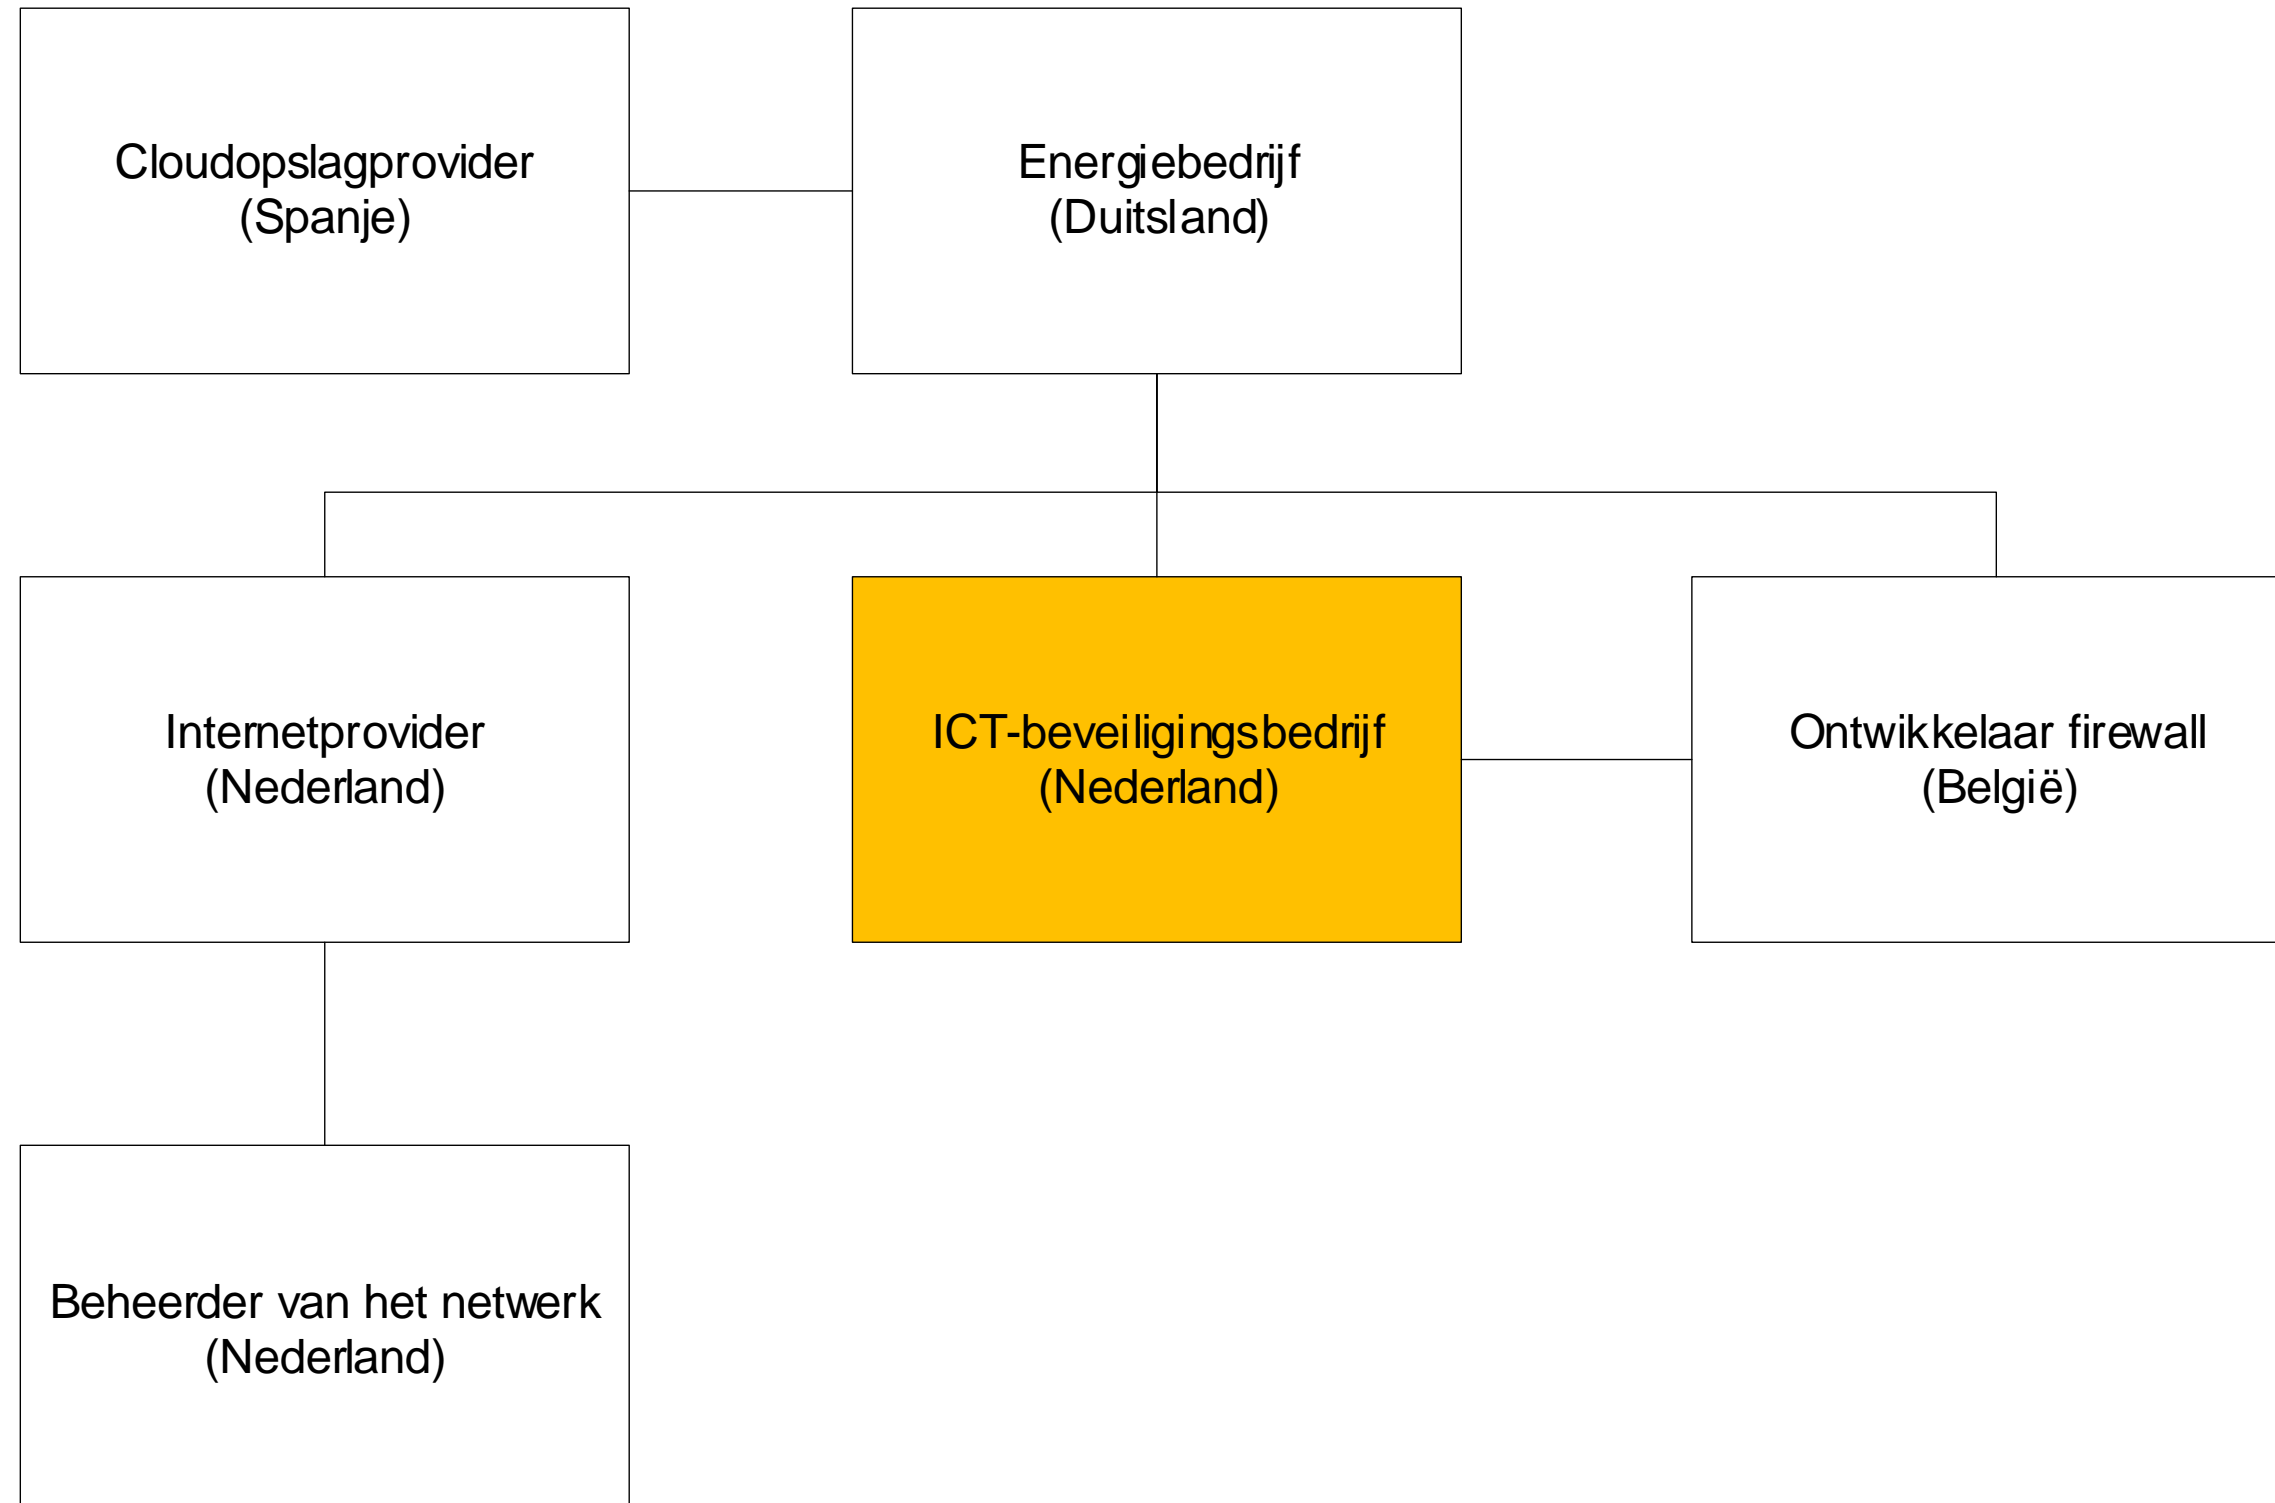 Cloudopslagprovider
(Spanje)
Energiebedrijf
(Duitsland)
Internetprovider
(Nederland)
ICT-beveiligingsbedrijf
(Nederland)
Ontwikkelaar firewall
(België)
Beheerder van het netwerk
(Nederland)